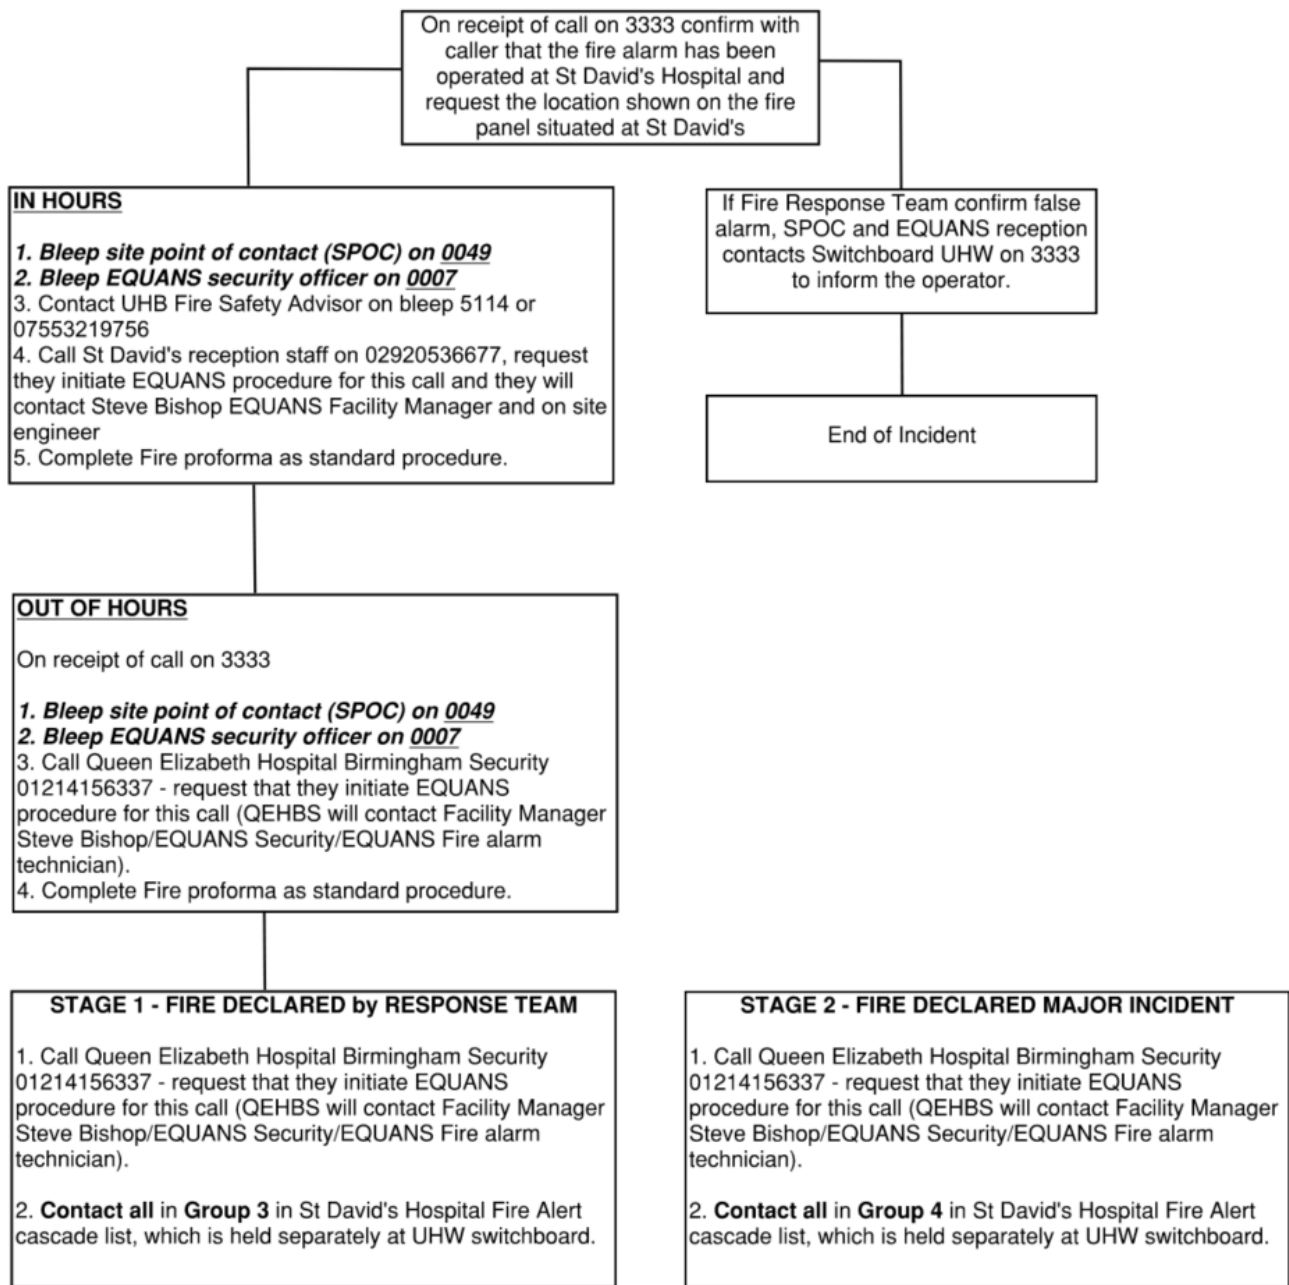 On receipt of call on 3333 confirm with
caller that the fire alarm has been
operated at St David's Hospital and
request the location shown on the fire
panel situated at St David's
IN HOURS
1. Bleep site point of contact (SPOC) on 0049
2. Bleep EQUANS security officer on 0007
3. Contact UHB Fire Safety Advisor on bleep 5114 or
07553219756
4. Call St David's reception staff on 02920536677, request
they initiate EQUANS procedure for this call and they will
contact Steve Bishop EQUANS Facility Manager and on site
engineer
5. Complete Fire proforma as standard procedure.
If Fire Response Team confirm false
alarm, SPOC and EQUANS reception
contacts Switchboard UHW on 3333
to inform the operator.
End of Incident
OUT OF HOURS
On receipt of call on 3333
1. Bleep site point of contact (SPOC) on 0049
2. Bleep EQUANS security officer on 0007
3. Call Queen Elizabeth Hospital Birmingham Security
01214156337 - request that they initiate EQUANS
procedure for this call (QEHBS will contact Facility Manager
Steve Bishop/EQUANS Security/EQUANS Fire alarm
technician).
4. Complete Fire proforma as standard procedure.
STAGE 1 - FIRE DECLARED by RESPONSE TEAM
1. Call Queen Elizabeth Hospital Birmingham Security
01214156337 - request that they initiate EQUANS
procedure for this call (QEHBS will contact Facility Manager
Steve Bishop/EQUANS Security/EQUANS Fire alarm
technician).
2. Contact all in Group 3 in St David's Hospital Fire Alert
cascade list, which is held separately at UHW switchboard.
STAGE 2 - FIRE DECLARED MAJOR INCIDENT
1. Call Queen Elizabeth Hospital Birmingham Security
01214156337 - request that they initiate EQUANS
procedure for this call (QEHBS will contact Facility Manager
Steve Bishop/EQUANS Security/EQUANS Fire alarm
technician).
2. Contact all in Group 4 in St David's Hospital Fire Alert
cascade list, which is held separately at UHW switchboard.